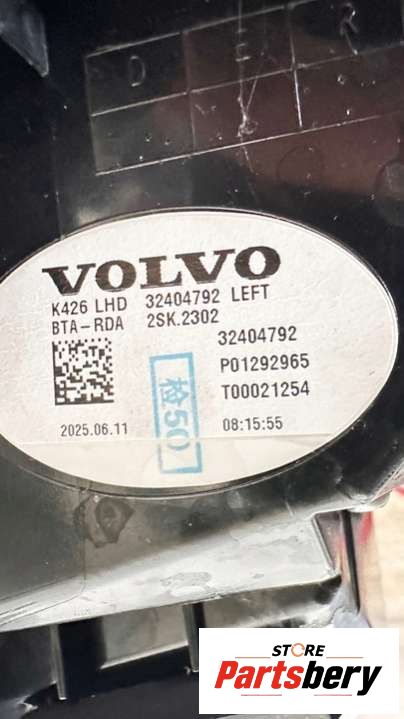 D E R
VOLVO
K426 LHD 32404792 LEFT
BTA-RDA 2SK.2302
32404792
P01292965
T00021254
检50
2025.06.11
08:15:55
STORE
Partsbery